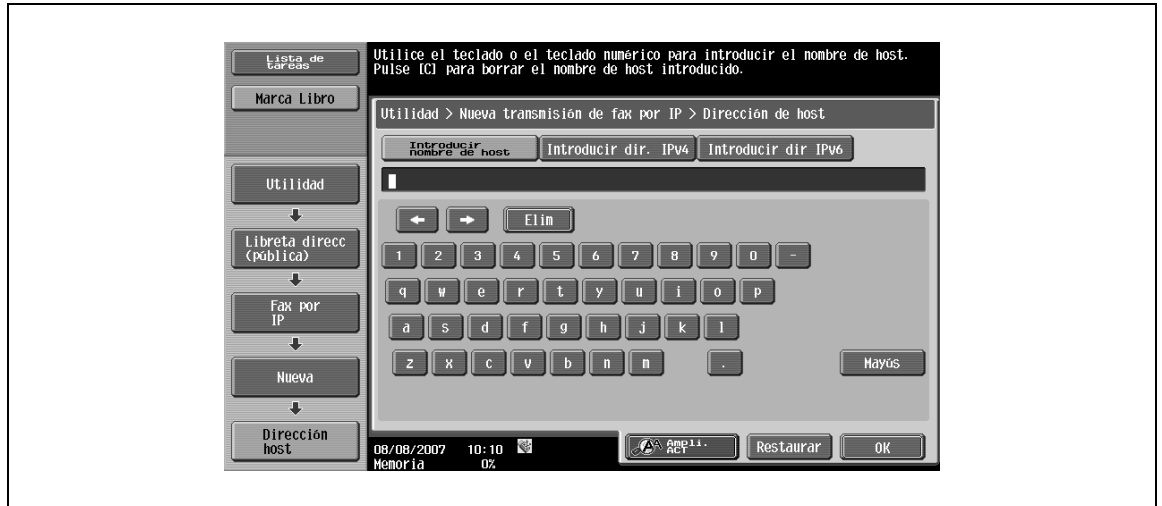 Lista de
tareas
Marca Libro
Utilidad
Libreta direcc
(pública)
Fax por
IP
Nueva
Dirección
host
Utilice el teclado o el teclado numérico para introducir el nombre de host.
Pulse [C] para borrar el nombre de host introducido.
Utilidad > Nueva transmisión de fax por IP > Dirección de host
Introducir
nombre de host
Introducir dir. IPv4
Introducir dir IPv6
Elim
1 2 3 4 5 6 7 8 9 0 -
q w e r t y u i o p
a s d f g h j k l
z x c v b n m . Mayús
08/08/2007 10:10
Memoria 0%
Ampli.
ACT
Restaurar
OK